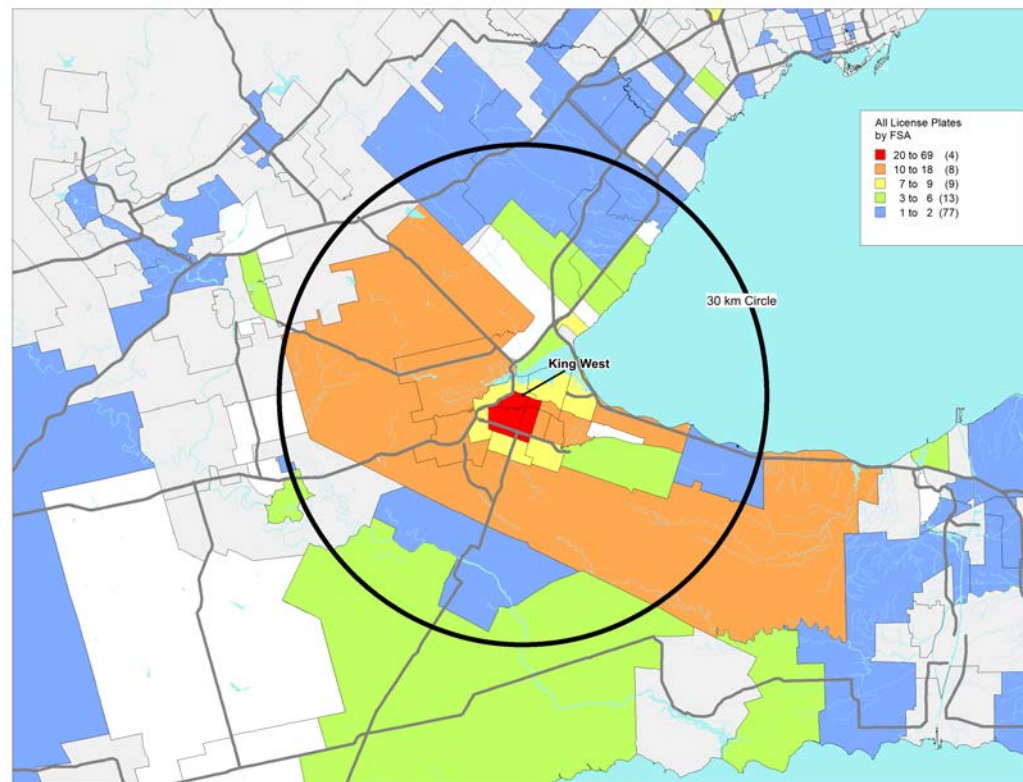 All License Plates
by FSA
20 to 69 (4)
10 to 18 (8)
7 to 9 (9)
3 to 6 (13)
1 to 2 (77)
30 km Circle
King West